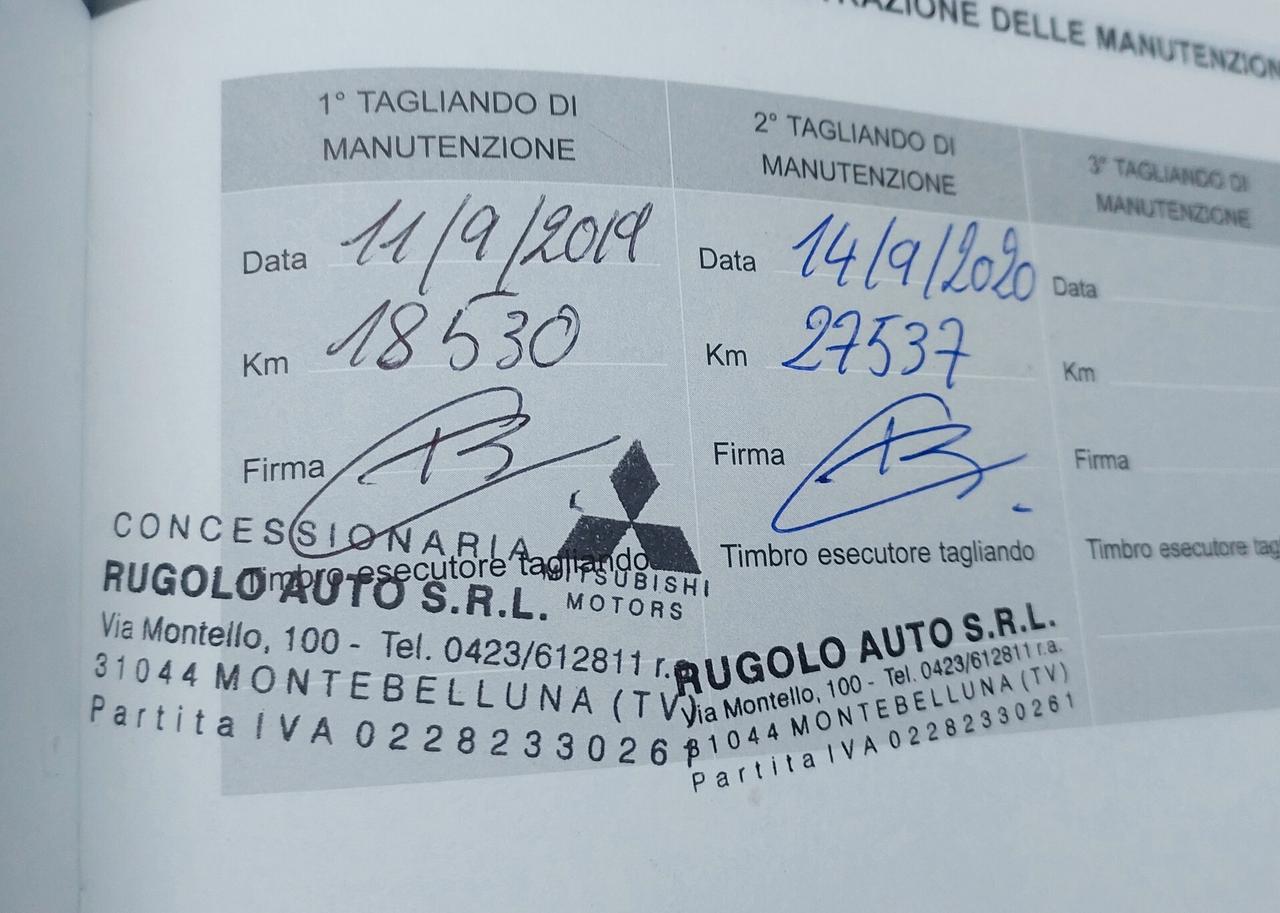 RAZIONE DELLE MANUTENZION
1° TAGLIANDO DI
MANUTENZIONE
Data 11/9/2019
Km 18530
Firma
Timbro esecutore tagliando
CONCESSIONARIA
MITSUBISHI
MOTORS
RUGOLO AUTO S.R.L.
Via Montello, 100 - Tel. 0423/612811 r.a.
31044 MONTEBELLUNA (TV)
Partita IVA 02282330261
2° TAGLIANDO DI
MANUTENZIONE
Data 14/9/2020
Km 27537
Firma
Timbro esecutore tagliando
RUGOLO AUTO S.R.L.
Via Montello, 100 - Tel. 0423/612811 r.a.
31044 MONTEBELLUNA (TV)
Partita IVA 02282330261
3° TAGLIANDO DI
MANUTENZIONE
Data
Km
Firma
Timbro esecutore tag